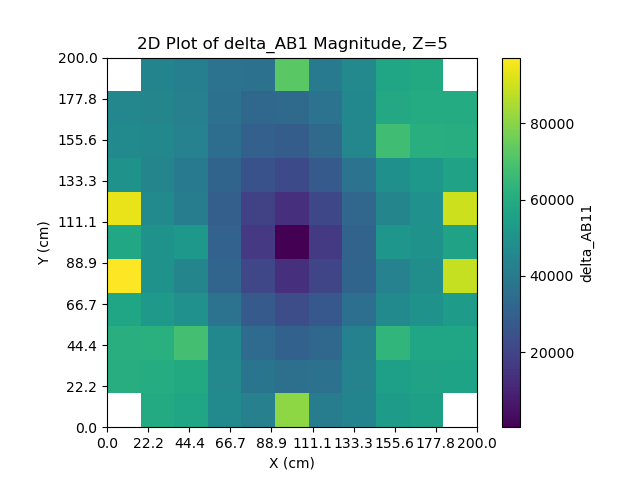 2D Plot of delta_AB1 Magnitude, Z=5
200.0
177.8
155.6
133.3
111.1
88.9
66.7
44.4
22.2
0.0
Y (cm)
0.0 22.2 44.4 66.7 88.9 111.1 133.3 155.6 177.8 200.0
X (cm)
80000
60000
40000
20000
delta_AB11